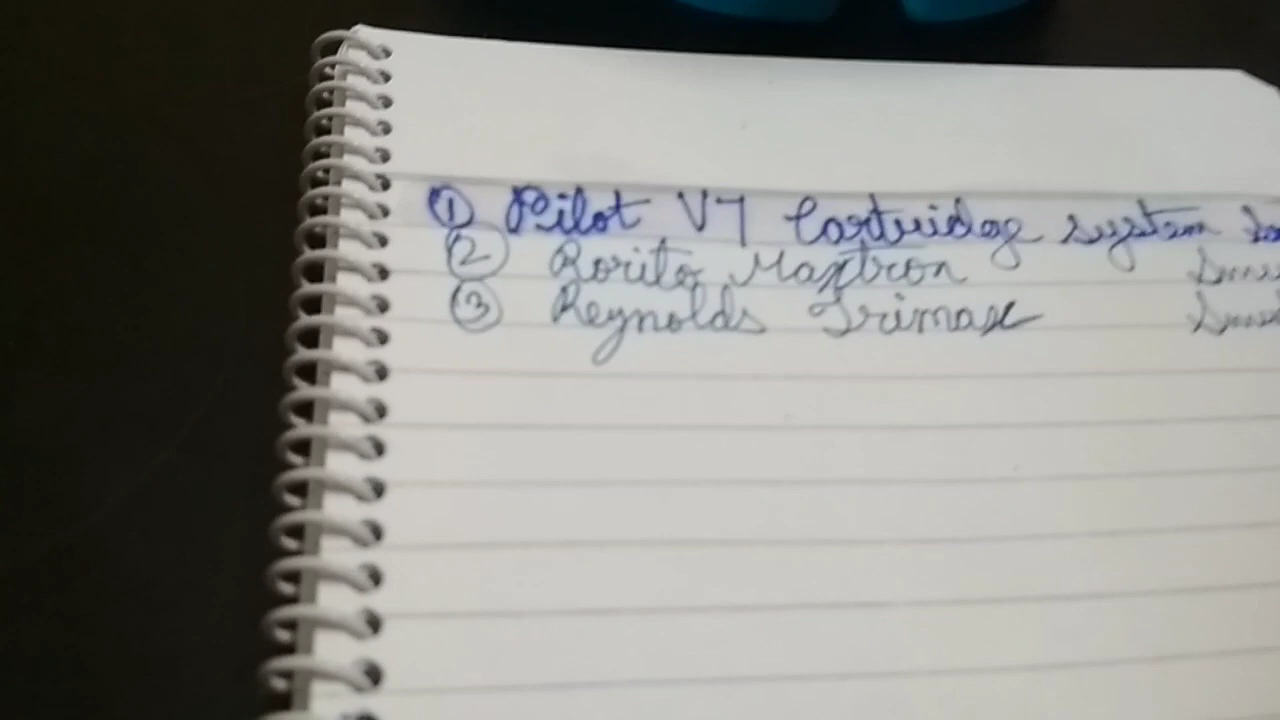 ① Pilot V7 Cartridge system
② Rorito Maxtron
③ Reynolds Trimax